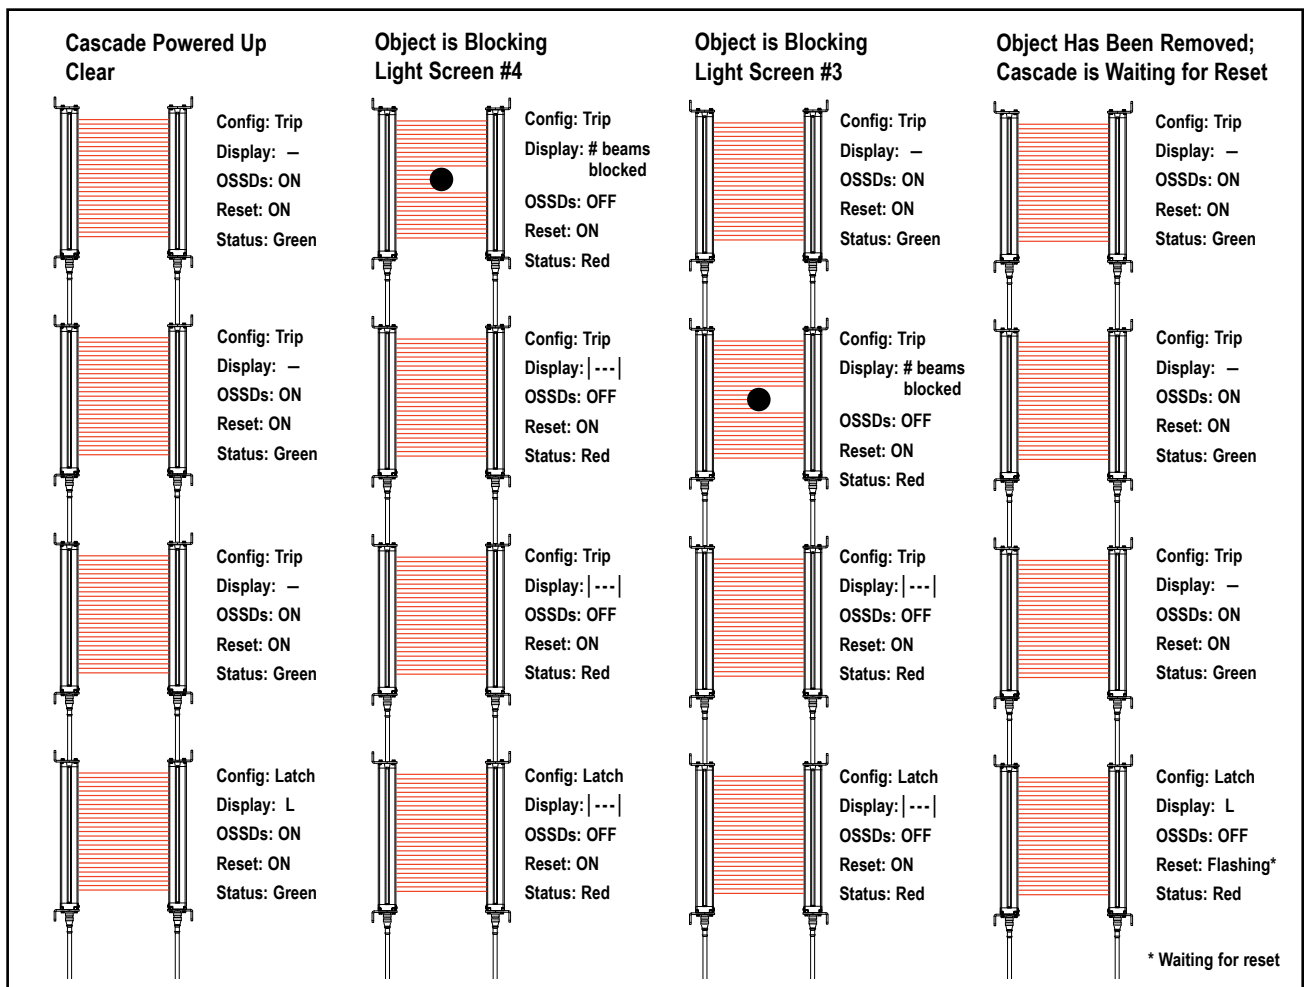 Cascade Powered Up
Clear
Config: Trip
Display: –
OSSDs: ON
Reset: ON
Status: Green
Config: Trip
Display: –
OSSDs: ON
Reset: ON
Status: Green
Config: Trip
Display: –
OSSDs: ON
Reset: ON
Status: Green
Config: Latch
Display: L
OSSDs: ON
Reset: ON
Status: Green
Object is Blocking
Light Screen #4
Config: Trip
Display: # beams
blocked
OSSDs: OFF
Reset: ON
Status: Red
Config: Trip
Display: |---|
OSSDs: OFF
Reset: ON
Status: Red
Config: Trip
Display: |---|
OSSDs: OFF
Reset: ON
Status: Red
Config: Latch
Display: |---|
OSSDs: OFF
Reset: ON
Status: Red
Object is Blocking
Light Screen #3
Config: Trip
Display: –
OSSDs: ON
Reset: ON
Status: Green
Config: Trip
Display: # beams
blocked
OSSDs: OFF
Reset: ON
Status: Red
Config: Trip
Display: |---|
OSSDs: OFF
Reset: ON
Status: Red
Config: Latch
Display: |---|
OSSDs: OFF
Reset: ON
Status: Red
Object Has Been Removed;
Cascade is Waiting for Reset
Config: Trip
Display: –
OSSDs: ON
Reset: ON
Status: Green
Config: Trip
Display: –
OSSDs: ON
Reset: ON
Status: Green
Config: Trip
Display: –
OSSDs: ON
Reset: ON
Status: Green
Config: Latch
Display: L
OSSDs: OFF
Reset: Flashing*
Status: Red
* Waiting for reset